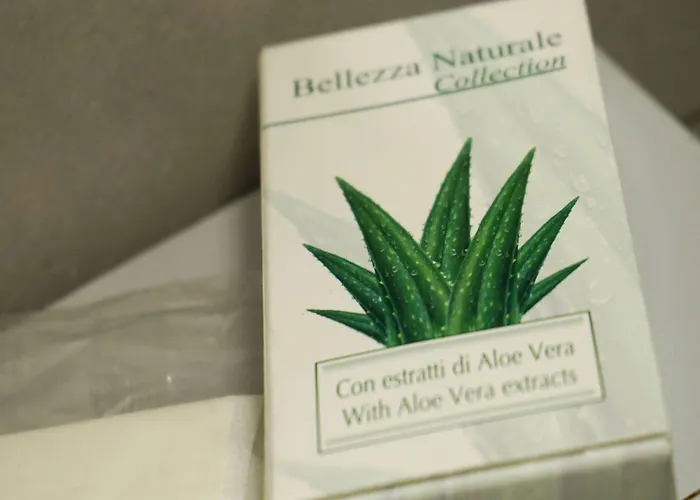 Bellezza Naturale
Collection
Con estratti di Aloe Vera
With Aloe Vera extracts